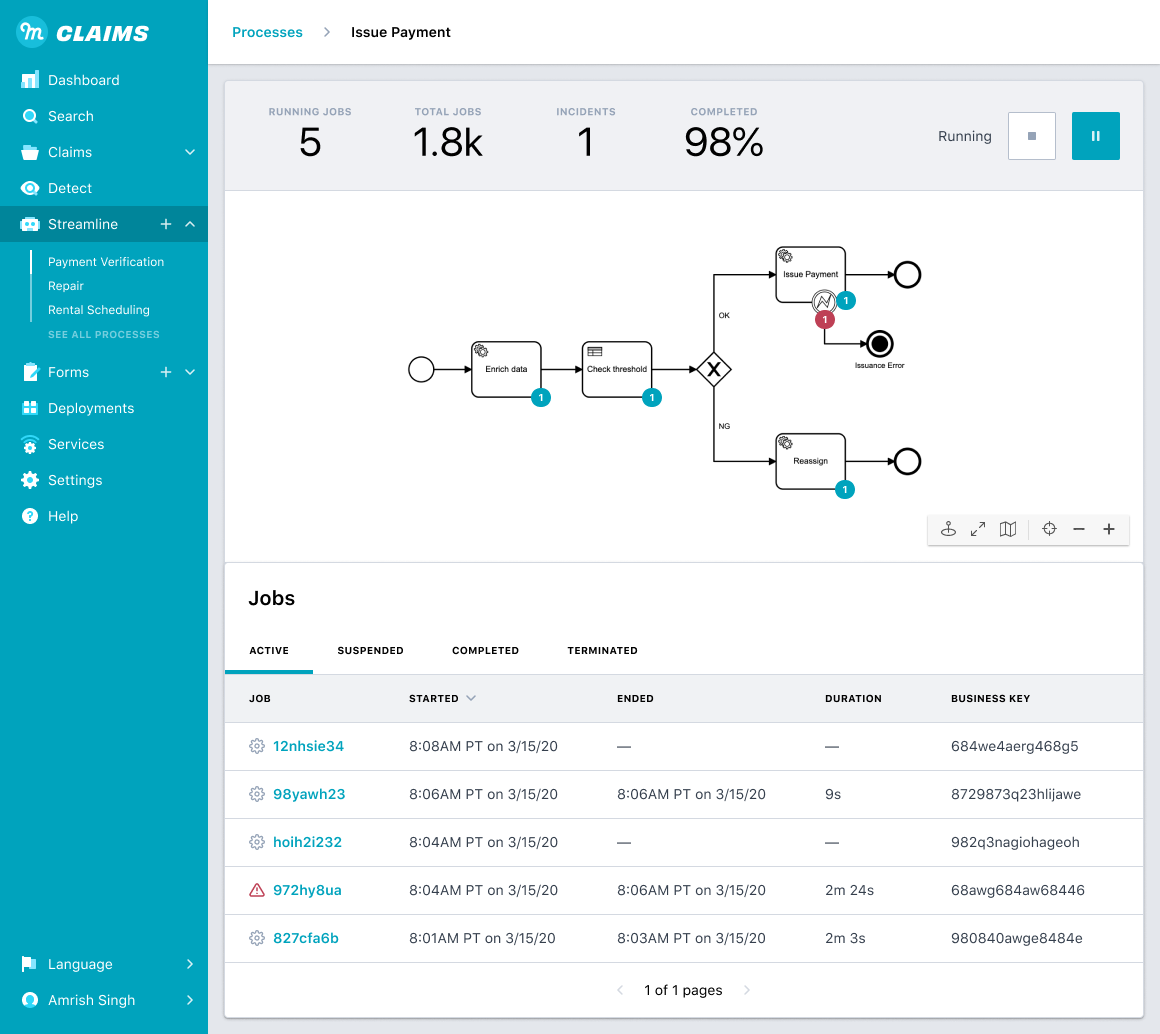 m CLAIMS
Dashboard
Search
Claims
Detect
Streamline
Payment Verification
Repair
Rental Scheduling
SEE ALL PROCESSES
Forms
Deployments
Services
Settings
Help
Language
Amrish Singh
Processes > Issue Payment
RUNNING JOBS TOTAL JOBS INCIDENTS COMPLETED
5 1.8k 1 98%
Running
Issue Payment
1
1
OK
Issuance Error
Enrich data Check threshold X
1 1
NG
Reassign
1
Jobs
ACTIVE SUSPENDED COMPLETED TERMINATED
JOB STARTED ENDED DURATION BUSINESS KEY
12nhsie34 8:08AM PT on 3/15/20 — — 684we4aerg468g5
98yawh23 8:06AM PT on 3/15/20 8:06AM PT on 3/15/20 9s 8729873q23hlijawe
hoih2i232 8:04AM PT on 3/15/20 — — 982q3nagiohageoh
972hy8ua 8:04AM PT on 3/15/20 8:06AM PT on 3/15/20 2m 24s 68awg684aw68446
827cfa6b 8:01AM PT on 3/15/20 8:03AM PT on 3/15/20 2m 3s 980840awge8484e
1 of 1 pages